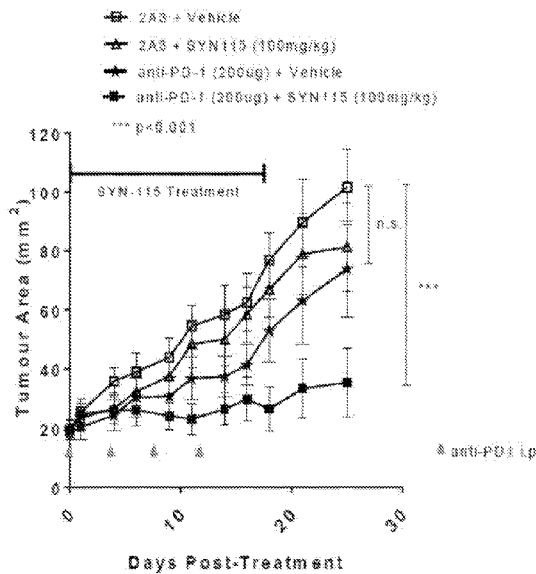 2A3 + Vehicle
2A3 + SYN115 (100mg/kg)
anti-PD-1 (200ug) + Vehicle
anti-PD-1 (200ug) + SYN115 (100mg/kg)
*** p<0.001
120
SYN-115 Treatment
100
80
60
40
20
0
Tumour Area (mm²)
n.s.
***
anti-PD1 i.p
0
10
20
30
Days Post-Treatment